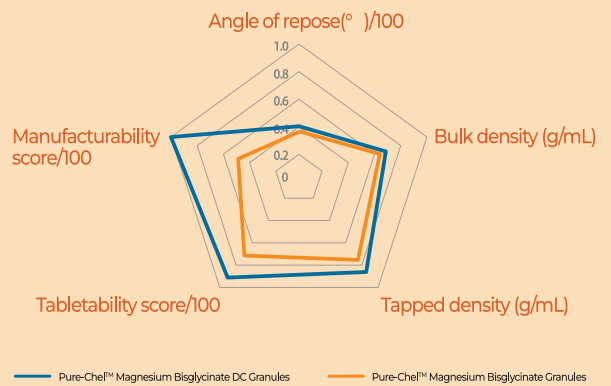 Angle of repose(° )/100
1.0
0.8
0.6
0.4
0.2
0
Manufacturability
score/100
Bulk density (g/mL)
Tabletability score/100
Tapped density (g/mL)
Pure-Chel™ Magnesium Bisglycinate DC Granules
Pure-Chel™ Magnesium Bisglycinate Granules